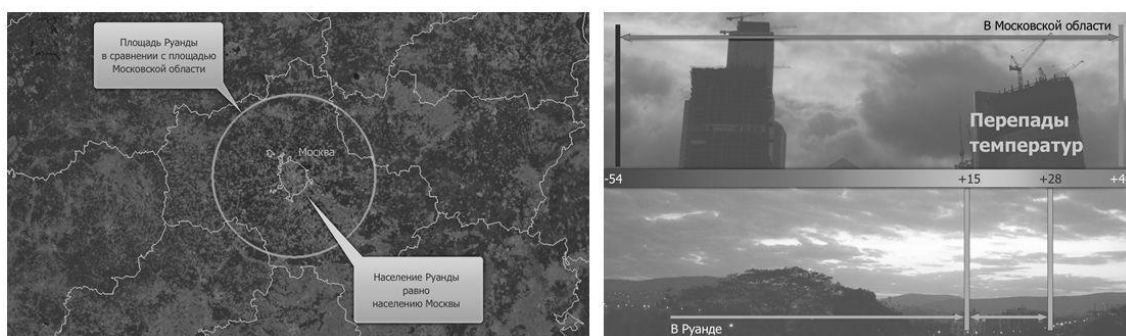 Площадь Руанды
в сравнении с площадью
Московской области
Москва
Население Руанды
равно
населению Москвы
В Московской области
Перепады
температур
-54
+15
+28
+4
В Руанде